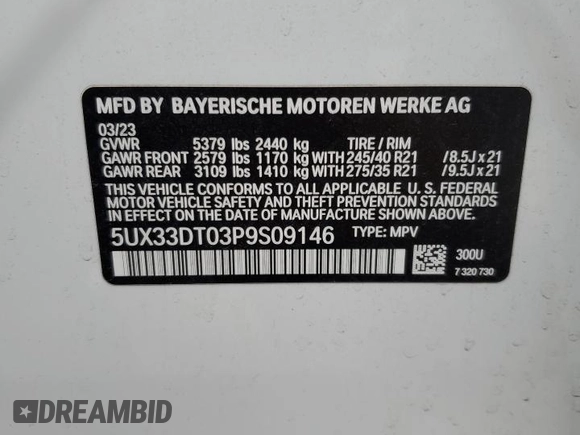 MFD BY BAYERISCHE MOTOREN WERKE AG
03/23
GVWR 5379 lbs 2440 kg TIRE / RIM
GAWR FRONT 2579 lbs 1170 kg WITH 245/40 R21 /8.5J x 21
GAWR REAR 3109 lbs 1410 kg WITH 275/35 R21 /9.5J x 21
THIS VEHICLE CONFORMS TO ALL APPLICABLE U. S. FEDERAL
MOTOR VEHICLE SAFETY AND THEFT PREVENTION STANDARDS
IN EFFECT ON THE DATE OF MANUFACTURE SHOWN ABOVE.
5UX33DT03P9S09146 TYPE: MPV
300U
7 320 730
DREAMBID